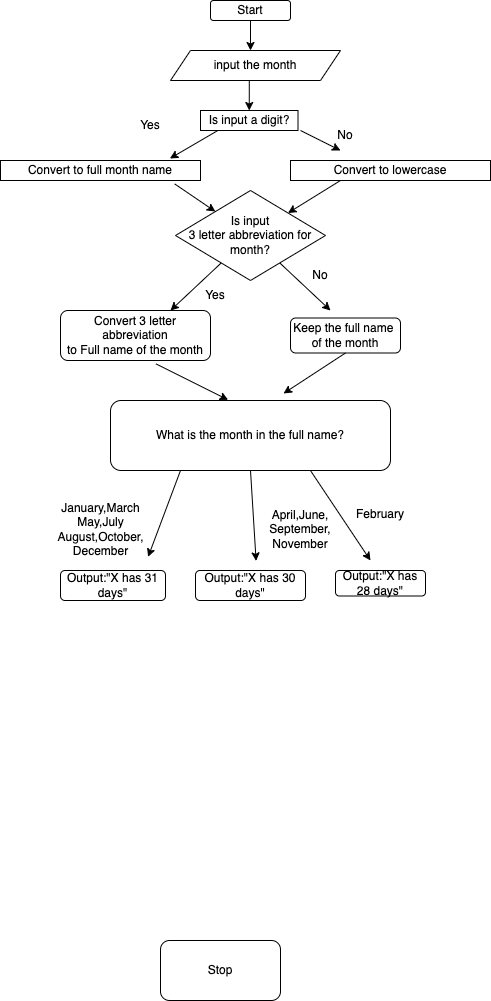 Start
input the month
Is input a digit?
Yes
No
Convert to full month name
Convert to lowercase
Is input
3 letter abbreviation for
month?
Yes
No
Convert 3 letter
abbreviation
to Full name of the month
Keep the full name
of the month
What is the month in the full name?
January,March
May,July
August,October,
December
April,June,
September,
November
February
Output:"X has 31
days"
Output:"X has 30
days"
Output:"X has
28 days"
Stop